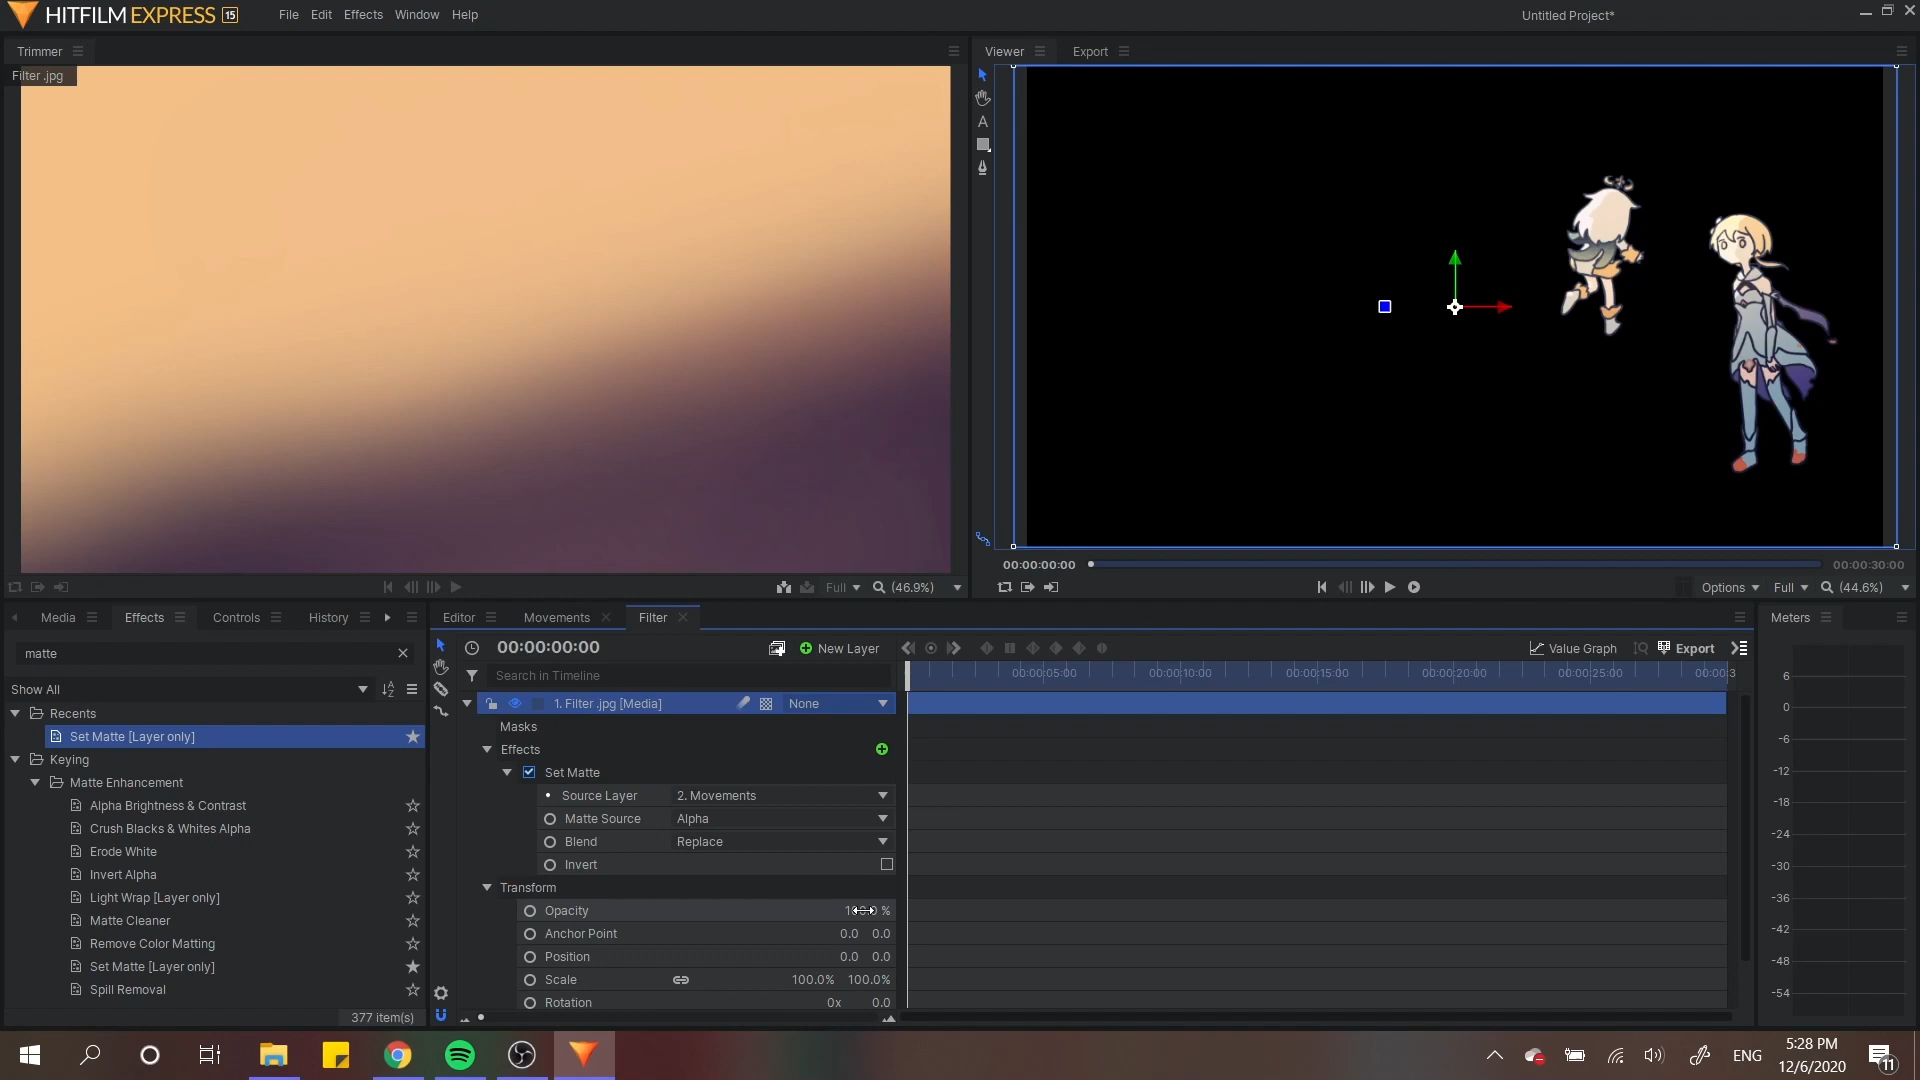 HITFILM EXPRESS 15
File Edit Effects Window Help
Untitled Project*
Trimmer
Filter .jpg
Viewer Export
A
00:00:00:00
00:00:30:00
Full (46.9%)
Options Full (44.6%)
Media Effects Controls History
matte
Show All
Recents
Set Matte [Layer only]
Keying
Matte Enhancement
Alpha Brightness & Contrast
Crush Blacks & Whites Alpha
Erode White
Invert Alpha
Light Wrap [Layer only]
Matte Cleaner
Remove Color Matting
Set Matte [Layer only]
Spill Removal
377 item(s)
Editor Movements Filter
00:00:00:00 New Layer Value Graph Export
Search in Timeline
00:00:05:00 00:00:10:00 00:00:15:00 00:00:20:00 00:00:25:00 00:00:3
1. Filter .jpg [Media] None
Masks
Effects
Set Matte
Source Layer 2. Movements
Matte Source Alpha
Blend Replace
Invert
Transform
Opacity %
Anchor Point 0.0 0.0
Position 0.0 0.0
Scale 100.0% 100.0%
Rotation 0x 0.0
Meters
6
0
-6
-12
-18
-24
-30
-36
-42
-48
-54
ENG
5:28 PM
12/6/2020
11